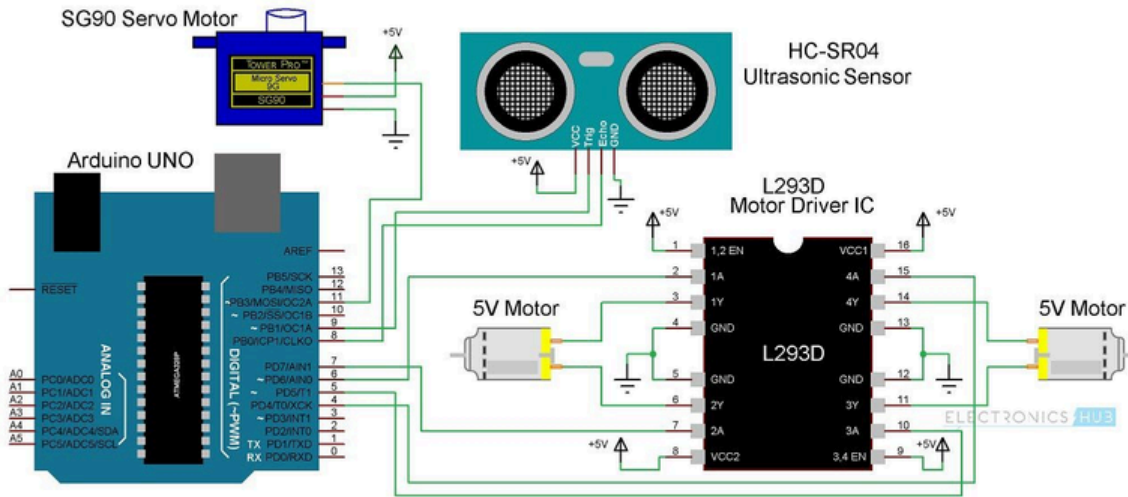 SG90 Servo Motor
+5V
TOWER PRO™
Micro Servo
9G
SG90
HC-SR04
Ultrasonic Sensor
VCC
Trig
Echo
GND
+5V
Arduino UNO
L293D
Motor Driver IC
+5V
+5V
1
1,2 EN
VCC1
16
2
1A
4A
15
3
1Y
4Y
14
4
GND
GND
13
L293D
5
GND
GND
12
6
2Y
3Y
11
7
2A
3A
10
8
VCC2
3,4 EN
9
+5V
+5V
5V Motor
5V Motor
AREF
RESET
PB5/SCK
13
PB4/MISO
12
~PB3/MOSI/OC2A
11
~ PB2/SS/OC1B
10
~ PB1/OC1A
9
PB0/ICP1/CLKO
8
PD7/AIN1
7
~ PD6/AIN0
6
~ PD5/T1
5
PD4/T0/XCK
4
~ PD3/INT1
3
PD2/INT0
2
TX PD1/TXD
1
RX PD0/RXD
0
DIGITAL (~PWM)
ANALOG IN
A0
PC0/ADC0
A1
PC1/ADC1
A2
PC2/ADC2
A3
PC3/ADC3
A4
PC4/ADC4/SDA
A5
PC5/ADC5/SCL
ELECTRONICS HUB